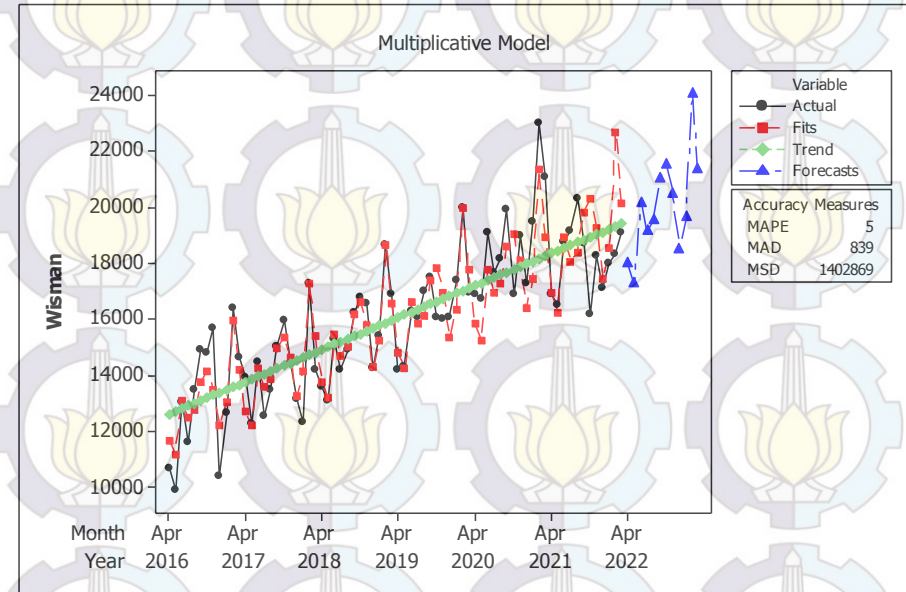 Multiplicative Model
24000
22000
20000
18000
16000
14000
12000
10000
Wisman
Month Apr Apr Apr Apr Apr Apr Apr
Year 2016 2017 2018 2019 2020 2021 2022
Variable
Actual
Fits
Trend
Forecasts
Accuracy Measures
MAPE 5
MAD 839
MSD 1402869